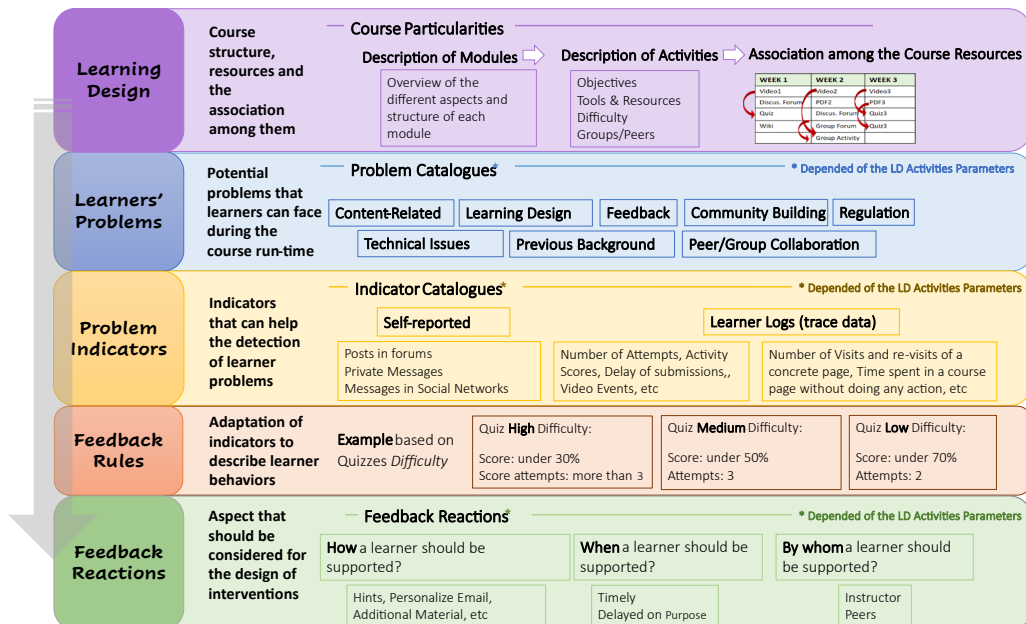 Learning
Design
Course
structure,
resources and
the
association
among them
Course Particularities
Description of Modules
Overview of the
different aspects and
structure of each
module
Description of Activities
Objectives
Tools & Resources
Difficulty
Groups/Peers
Association among the Course Resources
WEEK 1 WEEK 2 WEEK 3
Video1 Video2 Video3
Discus. Forum PDF2 PDF3
Quiz Discus. Forum Quiz3
Wiki Group Forum Quiz3
Group Activity
Learners’
Problems
Potential
problems that
learners can face
during the
course run-time
Problem Catalogues*
* Depended of the LD Activities Parameters
Content-Related Learning Design Feedback Community Building Regulation
Technical Issues Previous Background Peer/Group Collaboration
Problem
Indicators
Indicators
that can help
the detection
of learner
problems
Indicator Catalogues*
* Depended of the LD Activities Parameters
Self-reported
Posts in forums
Private Messages
Messages in Social Networks
Learner Logs (trace data)
Number of Attempts, Activity
Scores, Delay of submissions,,
Video Events, etc
Number of Visits and re-visits of a
concrete page, Time spent in a course
page without doing any action, etc
Feedback
Rules
Adaptation of
indicators to
describe learner
behaviors
Example based on
Quizzes Difficulty
Quiz High Difficulty:
Score: under 30%
Score attempts: more than 3
Quiz Medium Difficulty:
Score: under 50%
Attempts: 3
Quiz Low Difficulty:
Score: under 70%
Attempts: 2
Feedback
Reactions
Aspect that
should be
considered for
the design of
interventions
Feedback Reactions*
* Depended of the LD Activities Parameters
How a learner should be
supported?
Hints, Personalize Email,
Additional Material, etc
When a learner should be
supported?
Timely
Delayed on Purpose
By whom a learner should
be supported?
Instructor
Peers